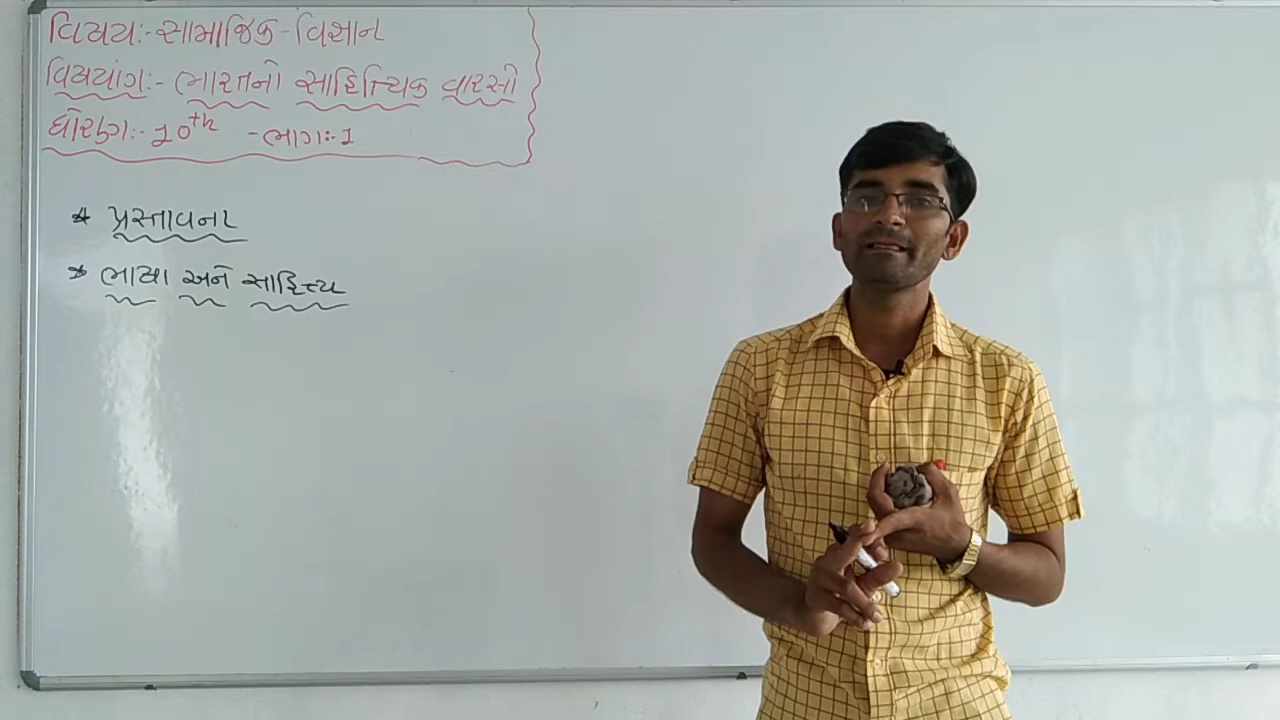 વિષય:-સામાજિક-વિજ્ઞાન
વિષયાંગ:- ભારતનો સાહિત્યિક વારસો
ધોરણ:-10th -ભાગ:-1
* પ્રસ્તાવના
* ભાષા અને સાહિત્ય